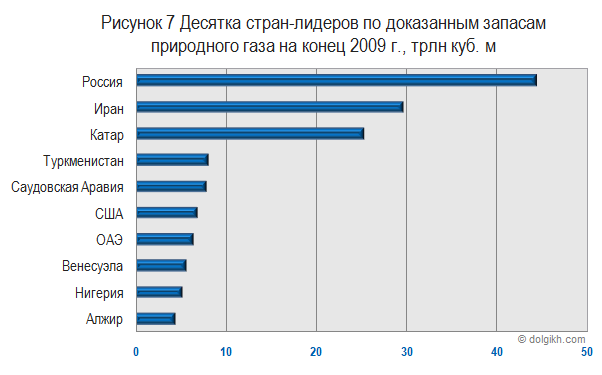 Рисунок 7 Десятка стран-лидеров по доказанным запасам
природного газа на конец 2009 г., трлн куб. м
Россия
Иран
Катар
Туркменистан
Саудовская Аравия
США
ОАЭ
Венесуэла
Нигерия
Алжир
© dolgikh.com
0 10 20 30 40 50